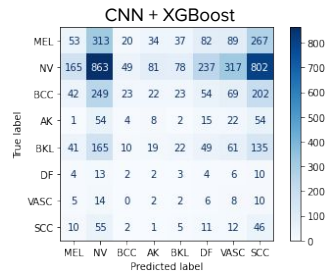 CNN + XGBoost
MEL 53 313 20 34 37 82 89 267
NV 165 863 49 81 78 237 317 802
BCC 42 249 23 22 23 54 69 202
AK 1 54 4 8 2 15 22 54
BKL 41 165 10 19 22 49 61 135
DF 4 13 2 2 3 4 6 10
VASC 5 14 0 2 2 6 8 10
SCC 10 55 2 1 5 11 12 46
MEL NV BCC AK BKL DF VASC SCC
Predicted label
True label
800
700
600
500
400
300
200
100
0